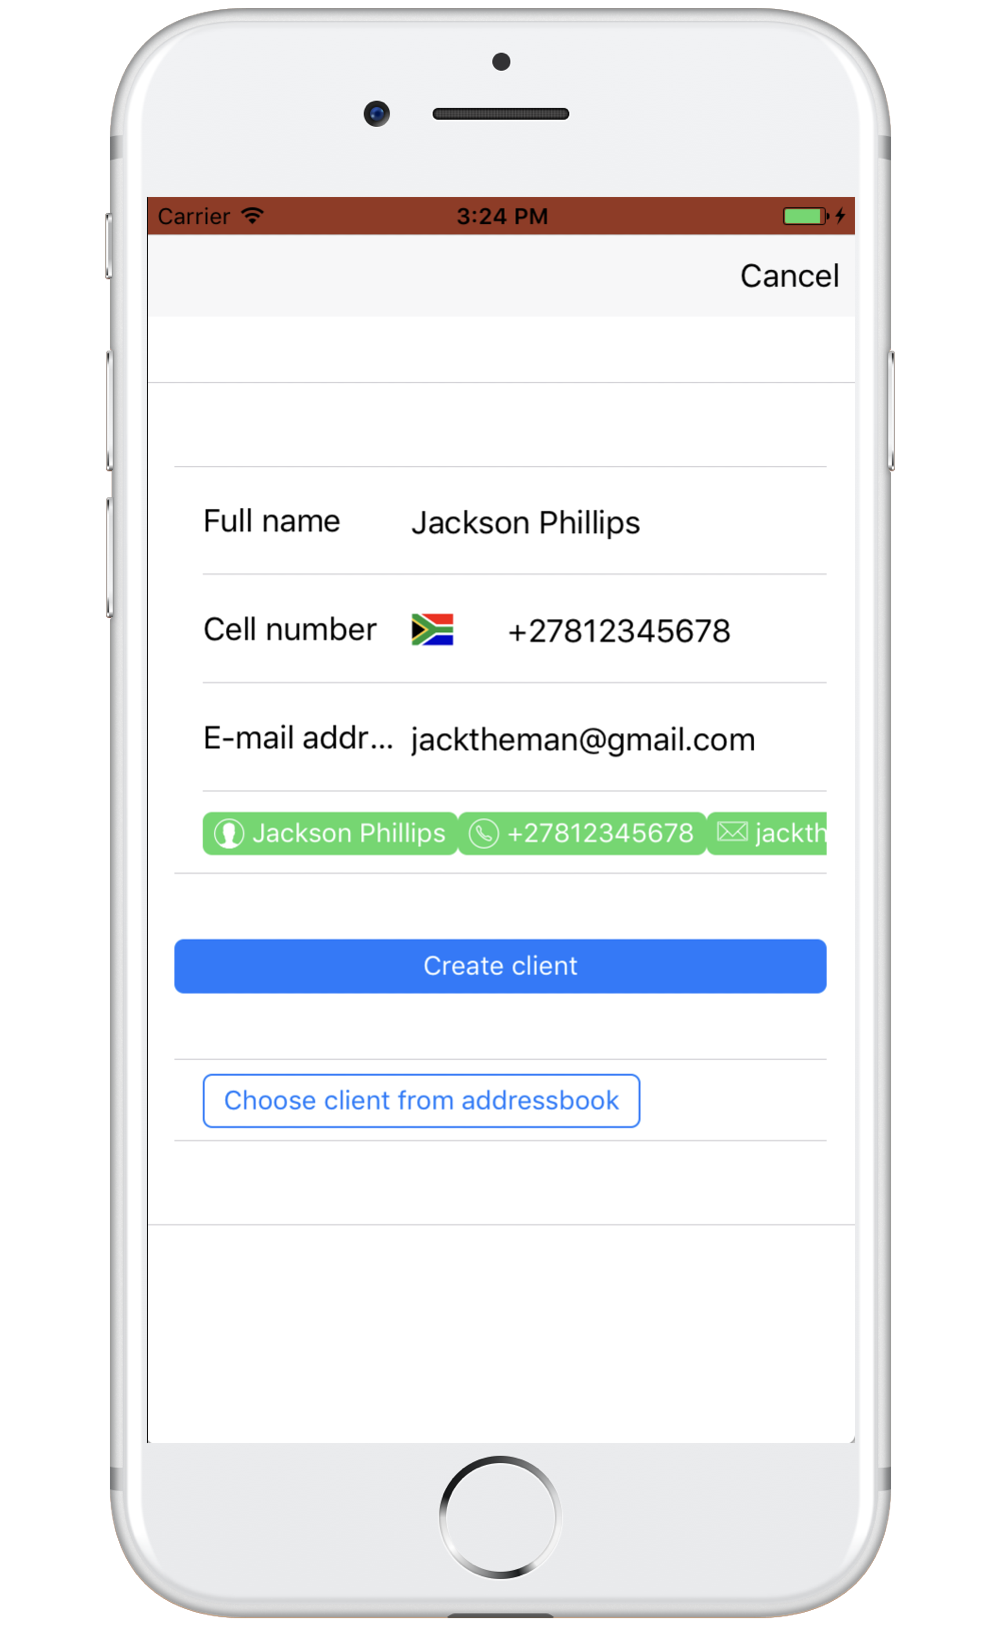 Carrier 3:24 PM
Cancel
Full name Jackson Phillips
Cell number +27812345678
E-mail addr... jacktheman@gmail.com
Jackson Phillips +27812345678 jackth
Create client
Choose client from addressbook